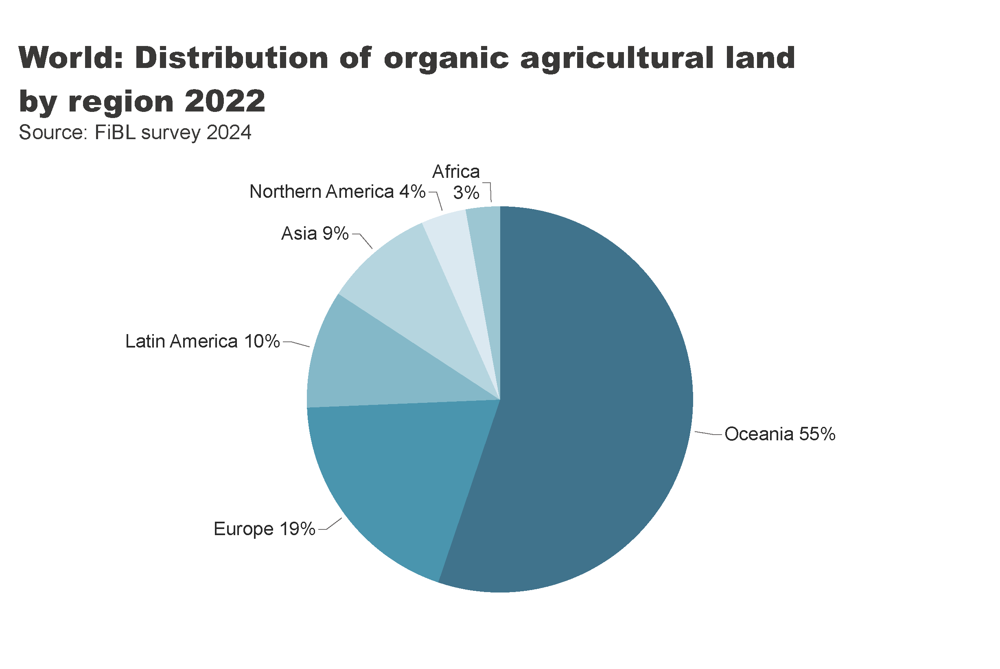 World: Distribution of organic agricultural land
by region 2022
Source: FiBL survey 2024
Africa
3%
Northern America 4%
Asia 9%
Latin America 10%
Oceania 55%
Europe 19%